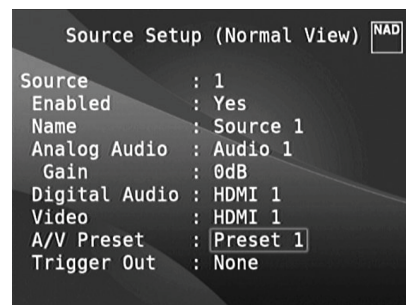 Source Setup (Normal View) NAD
Source : 1
Enabled : Yes
Name : Source 1
Analog Audio : Audio 1
Gain : 0dB
Digital Audio : HDMI 1
Video : HDMI 1
A/V Preset : Preset 1
Trigger Out : None